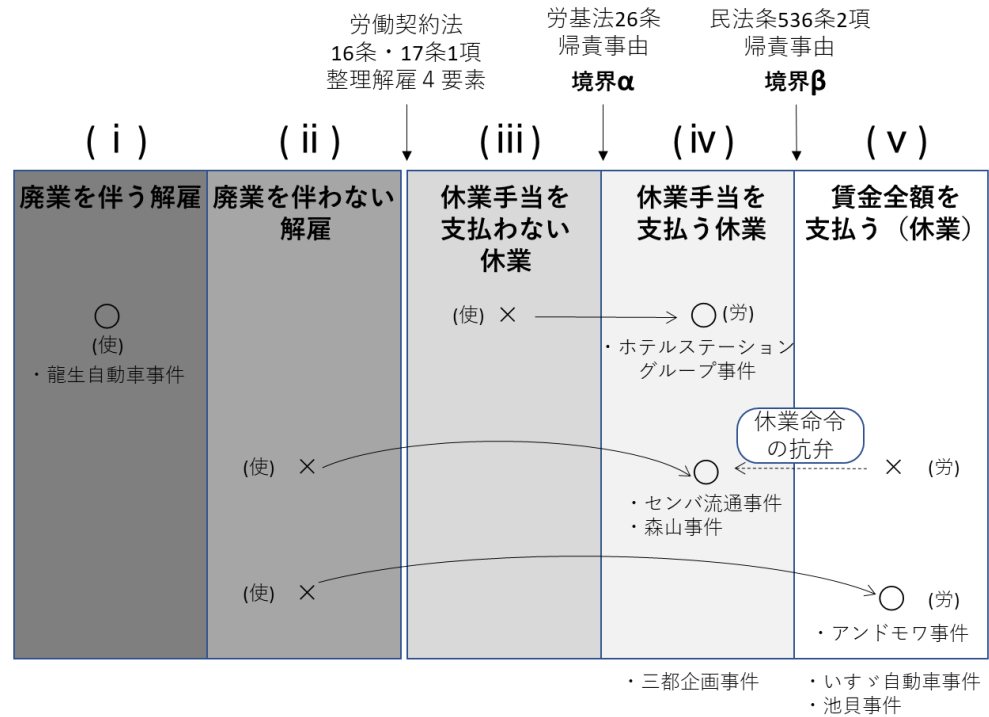 労働契約法
16条・17条1項
整理解雇４要素
労基法26条
帰責事由
境界α
民法条536条2項
帰責事由
境界β
(ⅰ)
(ⅱ)
(ⅲ)
(ⅳ)
(ⅴ)
廃業を伴う解雇
廃業を伴わない
解雇
休業手当を
支払わない
休業
休業手当を
支払う休業
賃金全額を
支払う（休業）
○
(使)
・龍生自動車事件
(使) ×
○(労)
・ホテルステーション
グループ事件
休業命令
の抗弁
(使) ×
○
× (労)
・センバ流通事件
・森山事件
(使) ×
○ (労)
・アンドモワ事件
・三都企画事件
・いすゞ自動車事件
・池貝事件